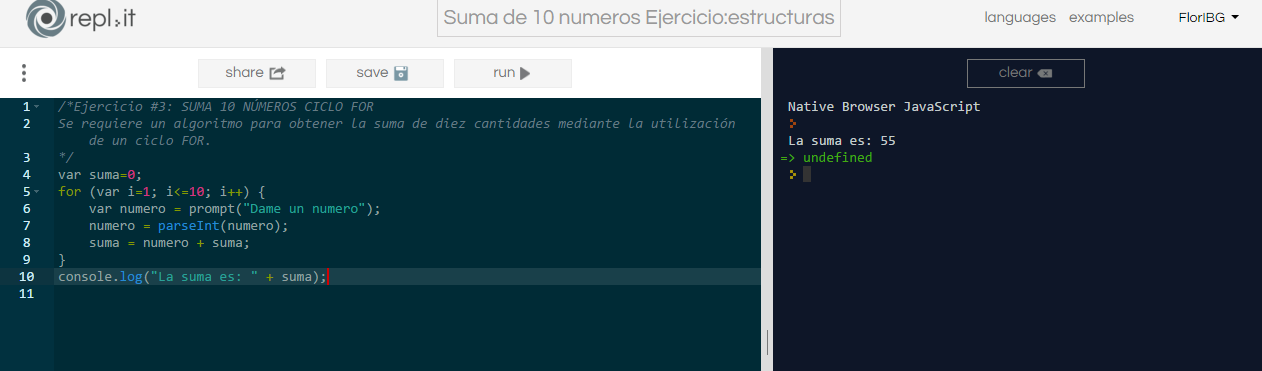 repl.it
Suma de 10 numeros Ejercicio:estructuras
languages examples FlorIBG
share save run
clear
1 /*Ejercicio #3: SUMA 10 NÚMEROS CICLO FOR
2 Se requiere un algoritmo para obtener la suma de diez cantidades mediante la utilización
de un ciclo FOR.
3 */
4 var suma=0;
5 for (var i=1; i<=10; i++) {
6 var numero = prompt("Dame un numero");
7 numero = parseInt(numero);
8 suma = numero + suma;
9 }
10 console.log("La suma es: " + suma);
11
Native Browser JavaScript
La suma es: 55
=> undefined